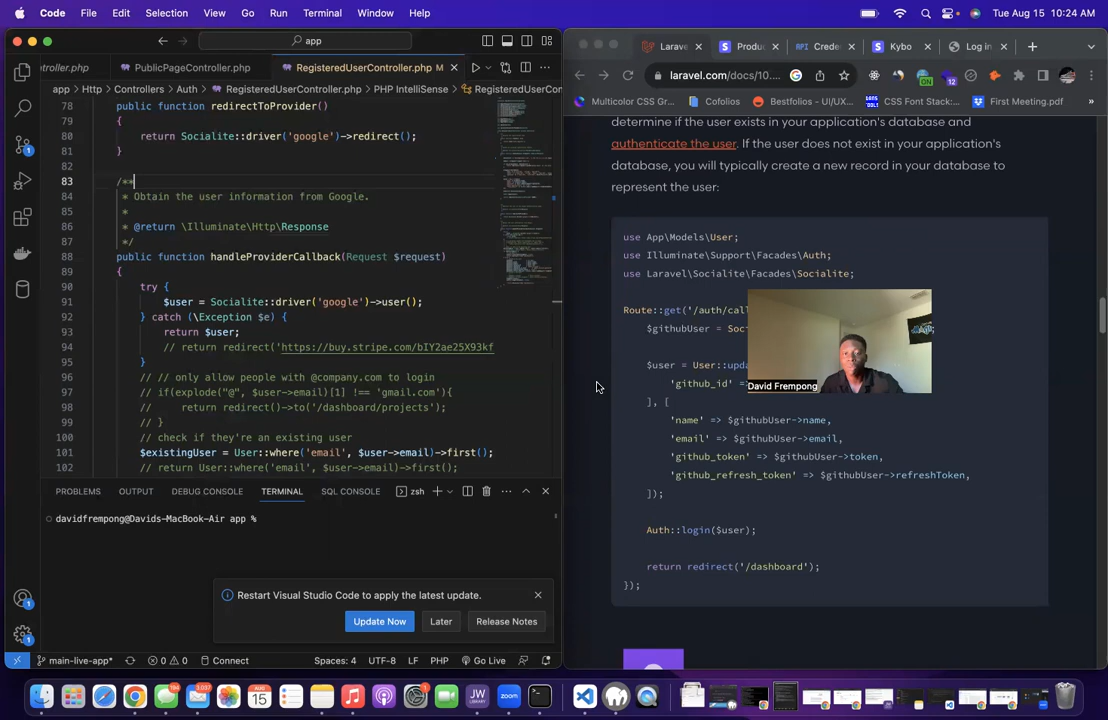 Code File Edit Selection View Go Run Terminal Window Help
Tue Aug 15 10:24 AM
app
troller.php
PublicPageController.php
RegisteredUserController.php M
app > Http > Controllers > Auth > RegisteredUserController.php > PHP IntelliSense > RegisteredUserCon
78 public function redirectToProvider()
79 {
80 return Socialite::driver('google')->redirect();
81 }
82
83 /**
84 * Obtain the user information from Google.
85 *
86 * @return \Illuminate\Http\Response
87 */
88 public function handleProviderCallback(Request $request)
89 {
90 try {
91 $user = Socialite::driver('google')->user();
92 } catch (\Exception $e) {
93 return $user;
94 // return redirect('https://buy.stripe.com/bIY2ae25X93kf
95 }
96 // // only allow people with @company.com to login
97 // if(explode("@", $user->email)[1] !== 'gmail.com'){
98 // return redirect()->to('/dashboard/projects');
99 // }
100 // check if they're an existing user
101 $existingUser = User::where('email', $user->email)->first();
102 // return User::where('email', $user->email)->first();
PROBLEMS OUTPUT DEBUG CONSOLE TERMINAL SQL CONSOLE zsh
davidfrempong@Davids-MacBook-Air app %
Restart Visual Studio Code to apply the latest update.
Update Now Later Release Notes
main-live-app* 0 0 Connect Spaces: 4 UTF-8 LF PHP Go Live
Larave Produc API Crede Kybo Log in
laravel.com/docs/10....
Multicolor CSS Gr... Cofolios Bestfolios - UI/UX... CSS Font Stack:... First Meeting.pdf
determine if the user exists in your application's database and
authenticate the user. If the user does not exist in your application's
database, you will typically create a new record in your database to
represent the user:
use App\Models\User;
use Illuminate\Support\Facades\Auth;
use Laravel\Socialite\Facades\Socialite;
Route::get('/auth/call
$githubUser = Soci
$user = User::upda
'github_id' =>
], [
'name' => $githubUser->name,
'email' => $githubUser->email,
'github_token' => $githubUser->token,
'github_refresh_token' => $githubUser->refreshToken,
]);
Auth::login($user);
return redirect('/dashboard');
});
David Frempong